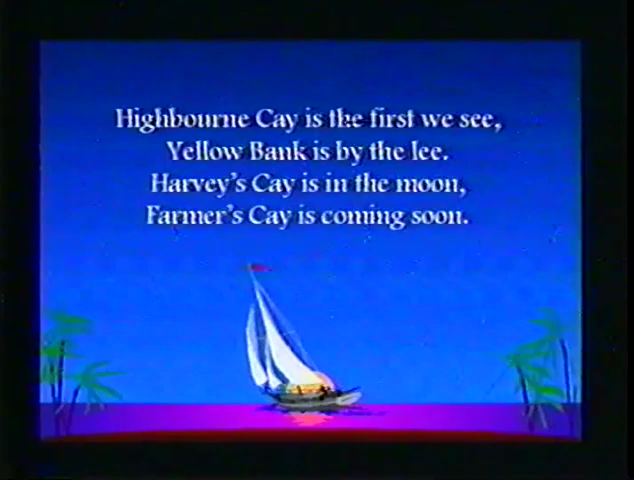 Highbourne Cay is the first we see,
Yellow Bank is by the lee.
Harvey's Cay is in the moon,
Farmer's Cay is coming soon.